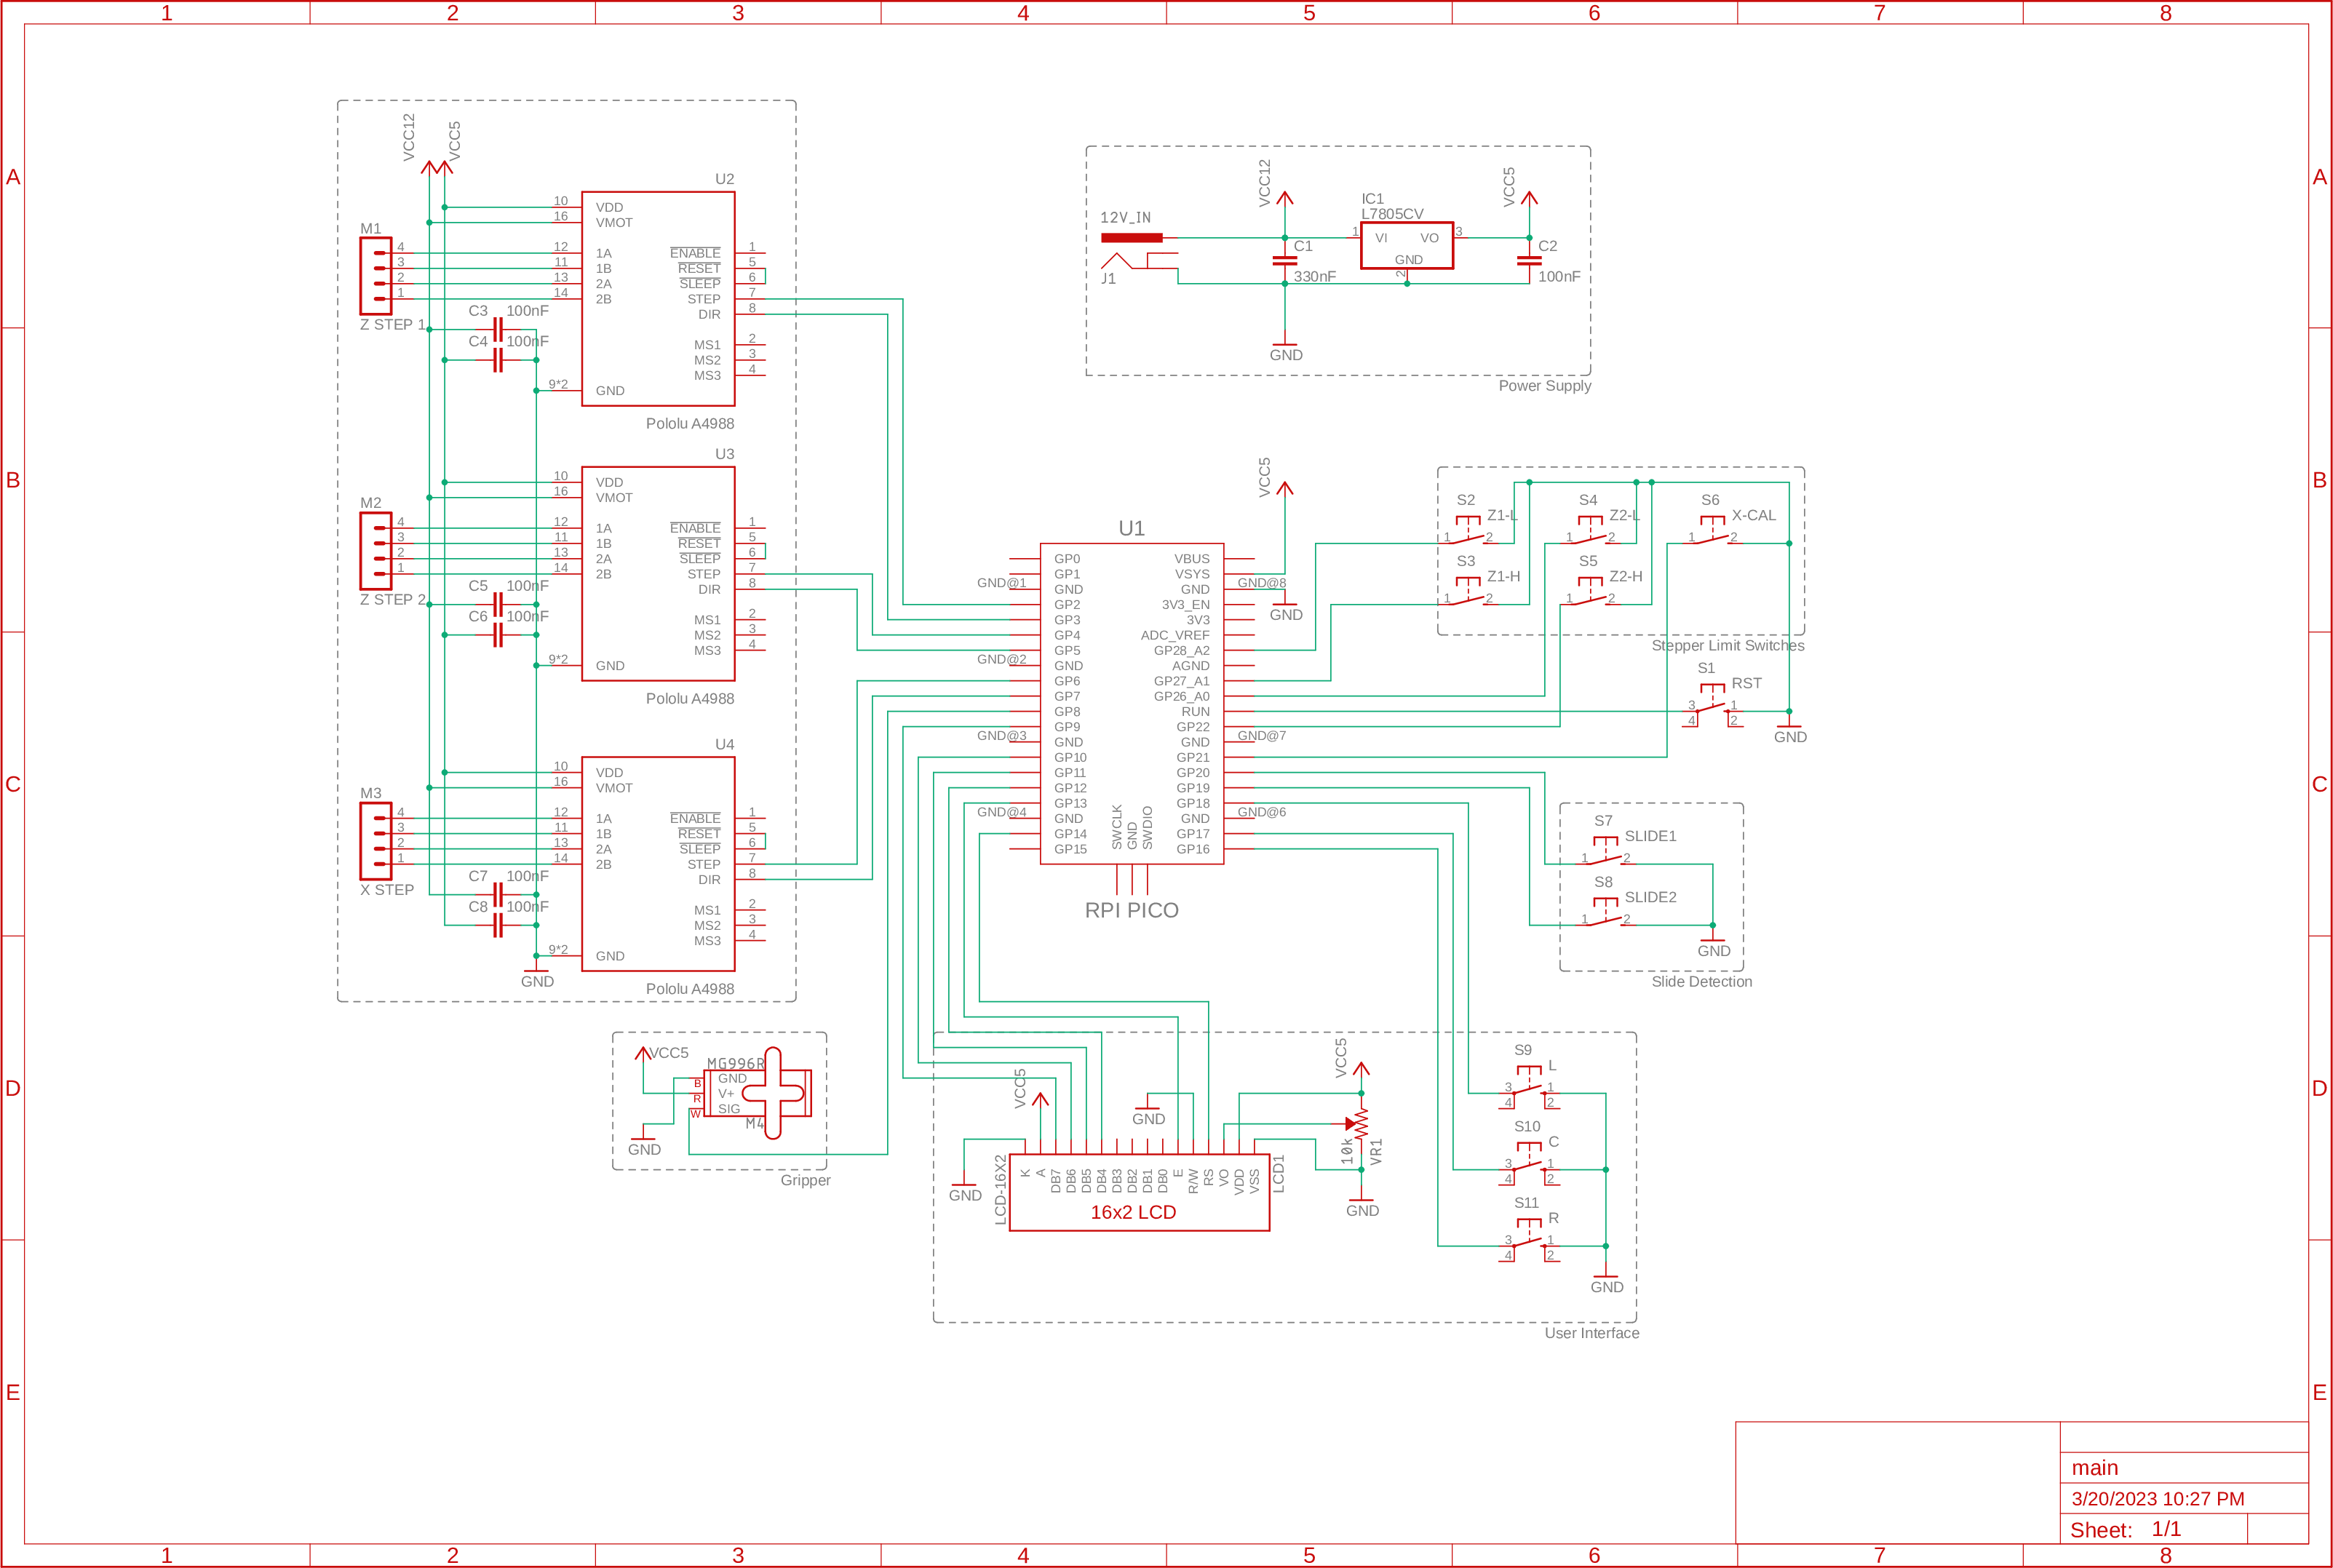 1 2 3 4 5 6 7 8
A A
B B
C C
D D
E E
VCC12 VCC5
U2
10 VDD
16 VMOT
M1
4 12 1A ENABLE 1
3 11 1B RESET 5
2 13 2A SLEEP 6
1 14 2B STEP 7
DIR 8
Z STEP 1
C3 100nF
C4 100nF
MS1 2
MS2 3
MS3 4
9*2 GND
Pololu A4988
U3
10 VDD
16 VMOT
M2
4 12 1A ENABLE 1
3 11 1B RESET 5
2 13 2A SLEEP 6
1 14 2B STEP 7
DIR 8
Z STEP 2
C5 100nF
C6 100nF
MS1 2
MS2 3
MS3 4
9*2 GND
Pololu A4988
U4
10 VDD
16 VMOT
M3
4 12 1A ENABLE 1
3 11 1B RESET 5
2 13 2A SLEEP 6
1 14 2B STEP 7
DIR 8
X STEP
C7 100nF
C8 100nF
MS1 2
MS2 3
MS3 4
9*2 GND
GND
Pololu A4988
12V_IN
J1
VCC12
C1
330nF
IC1
L7805CV
1 VI VO 3
GND
2
VCC5
C2
100nF
GND
Power Supply
VCC5
U1
GP0 VBUS
GP1 VSYS
GND@1 GND GND GND@8
GP2 3V3_EN
GND
GP3 3V3
GP4 ADC_VREF
GP5 GP28_A2
GND@2 GND AGND
GP6 GP27_A1
GP7 GP26_A0
GP8 RUN
GP9 GP22
GND@3 GND GND GND@7
GP10 GP21
GP11 GP20
GP12 GP19
GP13 GP18
GND@4 GND GND GND@6
GP14 GP17
GP15 GP16
SWCLK GND SWDIO
RPI PICO
S2 Z1-L
1 2
S3 Z1-H
1 2
S4 Z2-L
1 2
S5 Z2-H
1 2
S6 X-CAL
1 2
Stepper Limit Switches
S1 RST
3 1
4 2
GND
S7 SLIDE1
1 2
S8 SLIDE2
1 2
GND
Slide Detection
VCC5
MG996R
B GND
R V+
W SIG
M4
GND
Gripper
VCC5
GND
VCC5
10k VR1
GND
GND
LCD-16X2 K A DB7 DB6 DB5 DB4 DB3 DB2 DB1 DB0 E R/W RS VO VDD VSS LCD1
16x2 LCD
S9 L
3 1
4 2
S10 C
3 1
4 2
S11 R
3 1
4 2
GND
User Interface
main
3/20/2023 10:27 PM
Sheet: 1/1
1 2 3 4 5 6 7 8